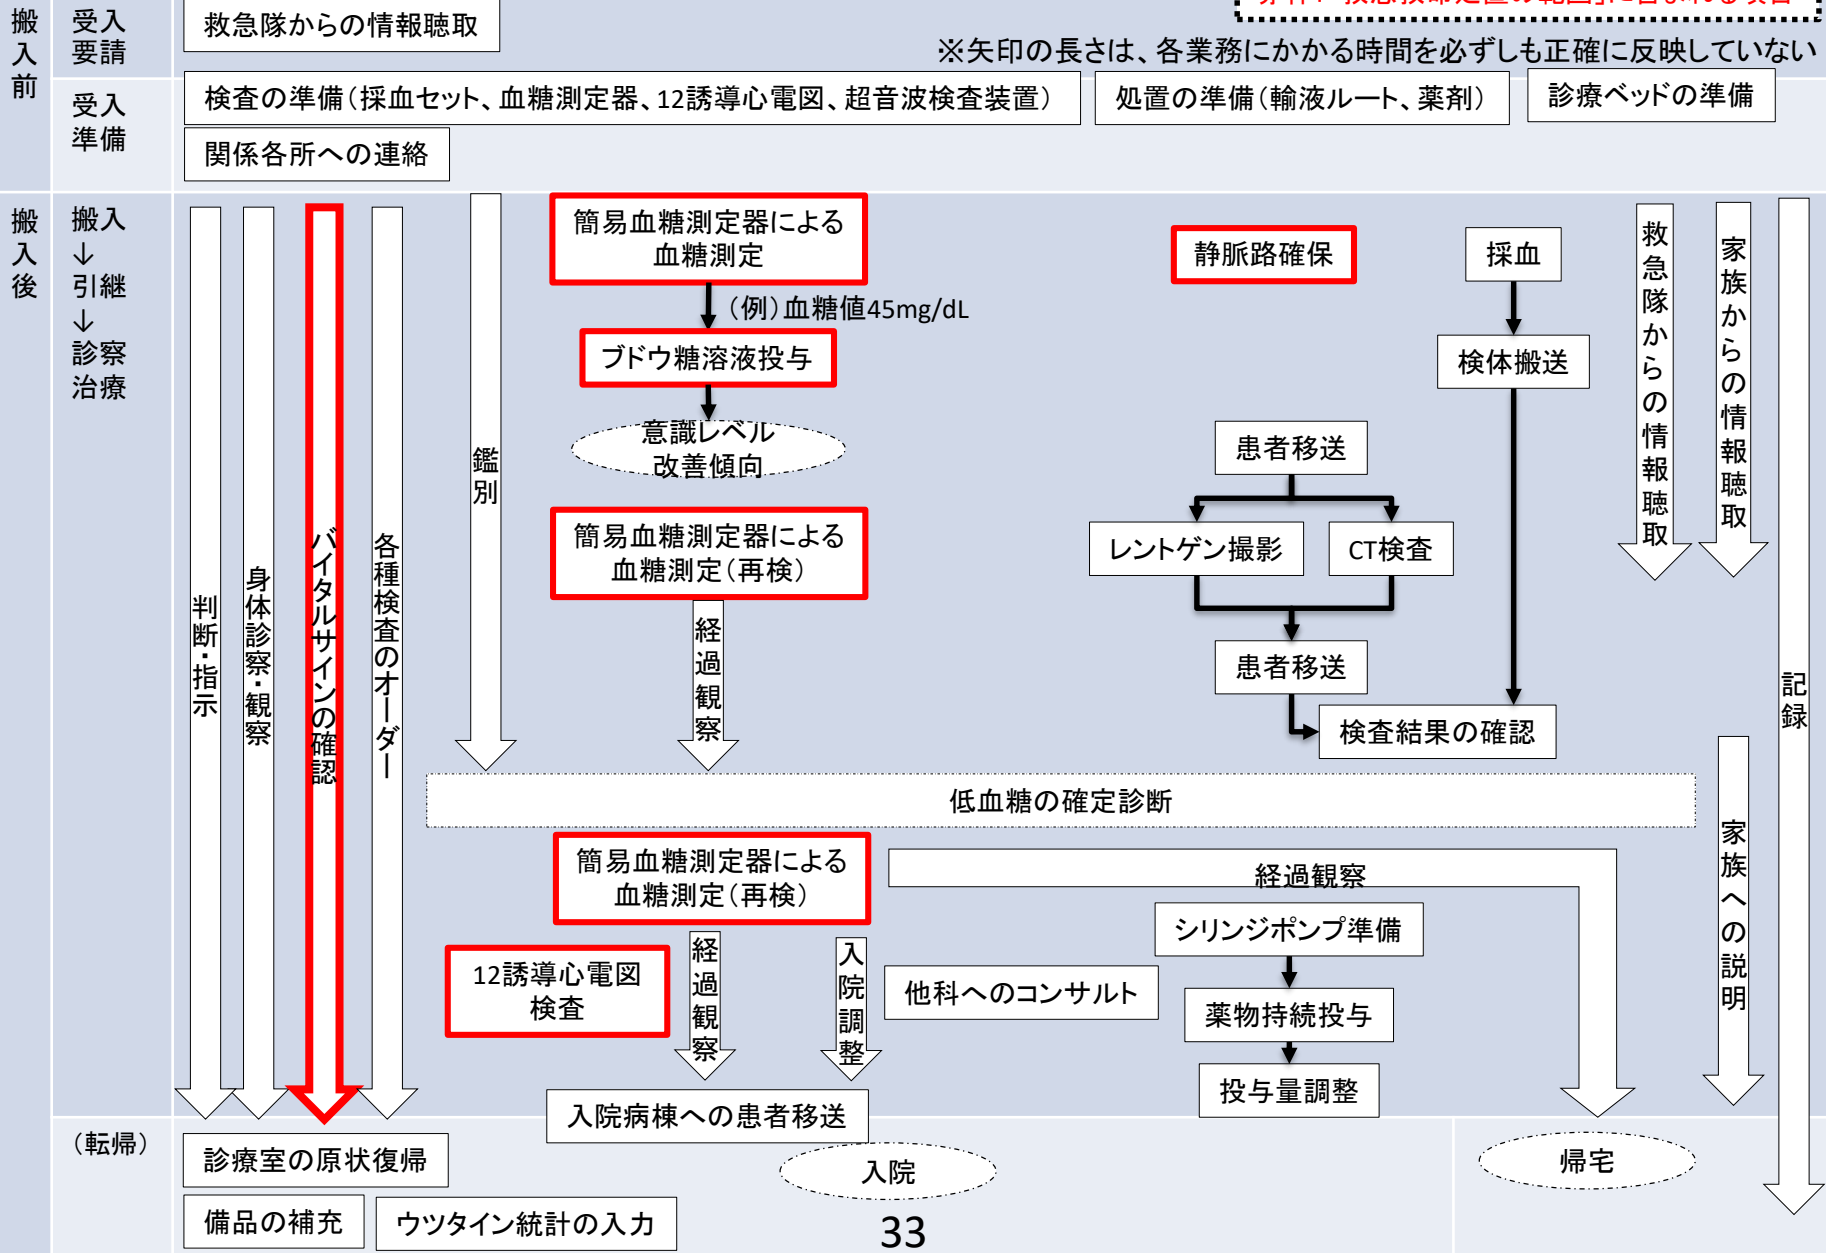 搬入前
受入
要請
救急隊からの情報聴取
※矢印の長さは、各業務にかかる時間を必ずしも正確に反映していない
受入
準備
検査の準備（採血セット、血糖測定器、12誘導心電図、超音波検査装置）
処置の準備（輸液ルート、薬剤）
診療ベッドの準備
関係各所への連絡
搬入後
搬入
↓
引継
↓
診察
治療
判断・指示
身体診察・観察
バイタルサインの確認
各種検査のオーダー
鑑別
簡易血糖測定器による
血糖測定
（例）血糖値45mg/dL
ブドウ糖溶液投与
意識レベル
改善傾向
簡易血糖測定器による
血糖測定（再検）
経過観察
静脈路確保
採血
検体搬送
患者移送
レントゲン撮影
CT検査
患者移送
検査結果の確認
救急隊からの情報聴取
家族からの情報聴取
記録
低血糖の確定診断
簡易血糖測定器による
血糖測定（再検）
経過観察
12誘導心電図
検査
経過観察
入院調整
他科へのコンサルト
シリンジポンプ準備
薬物持続投与
投与量調整
家族への説明
入院病棟への患者移送
（転帰）
診療室の原状復帰
入院
帰宅
備品の補充
ウツタイン統計の入力
33